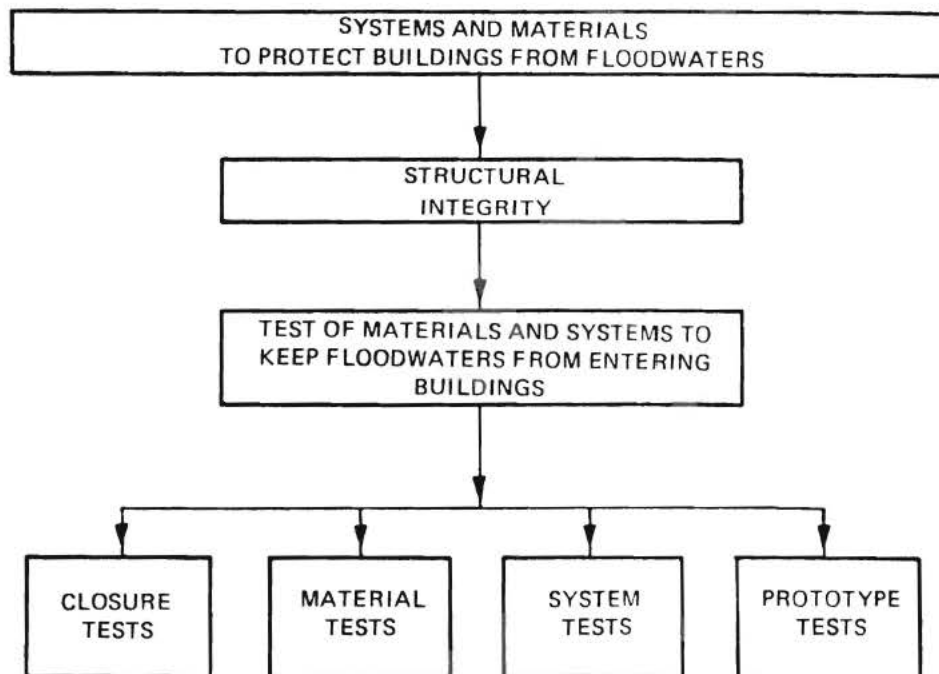 SYSTEMS AND MATERIALS
TO PROTECT BUILDINGS FROM FLOODWATERS
STRUCTURAL
INTEGRITY
TEST OF MATERIALS AND SYSTEMS TO
KEEP FLOODWATERS FROM ENTERING
BUILDINGS
CLOSURE
TESTS
MATERIAL
TESTS
SYSTEM
TESTS
PROTOTYPE
TESTS